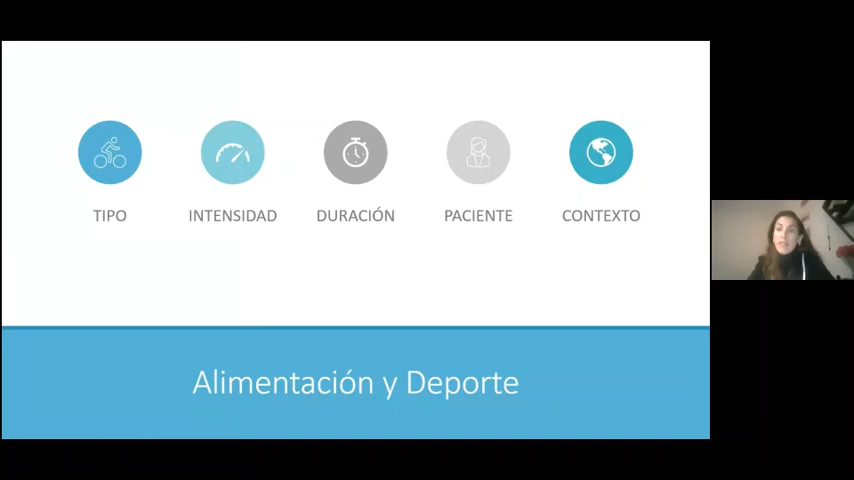 TIPO
INTENSIDAD
DURACIÓN
PACIENTE
CONTEXTO
Alimentación y Deporte